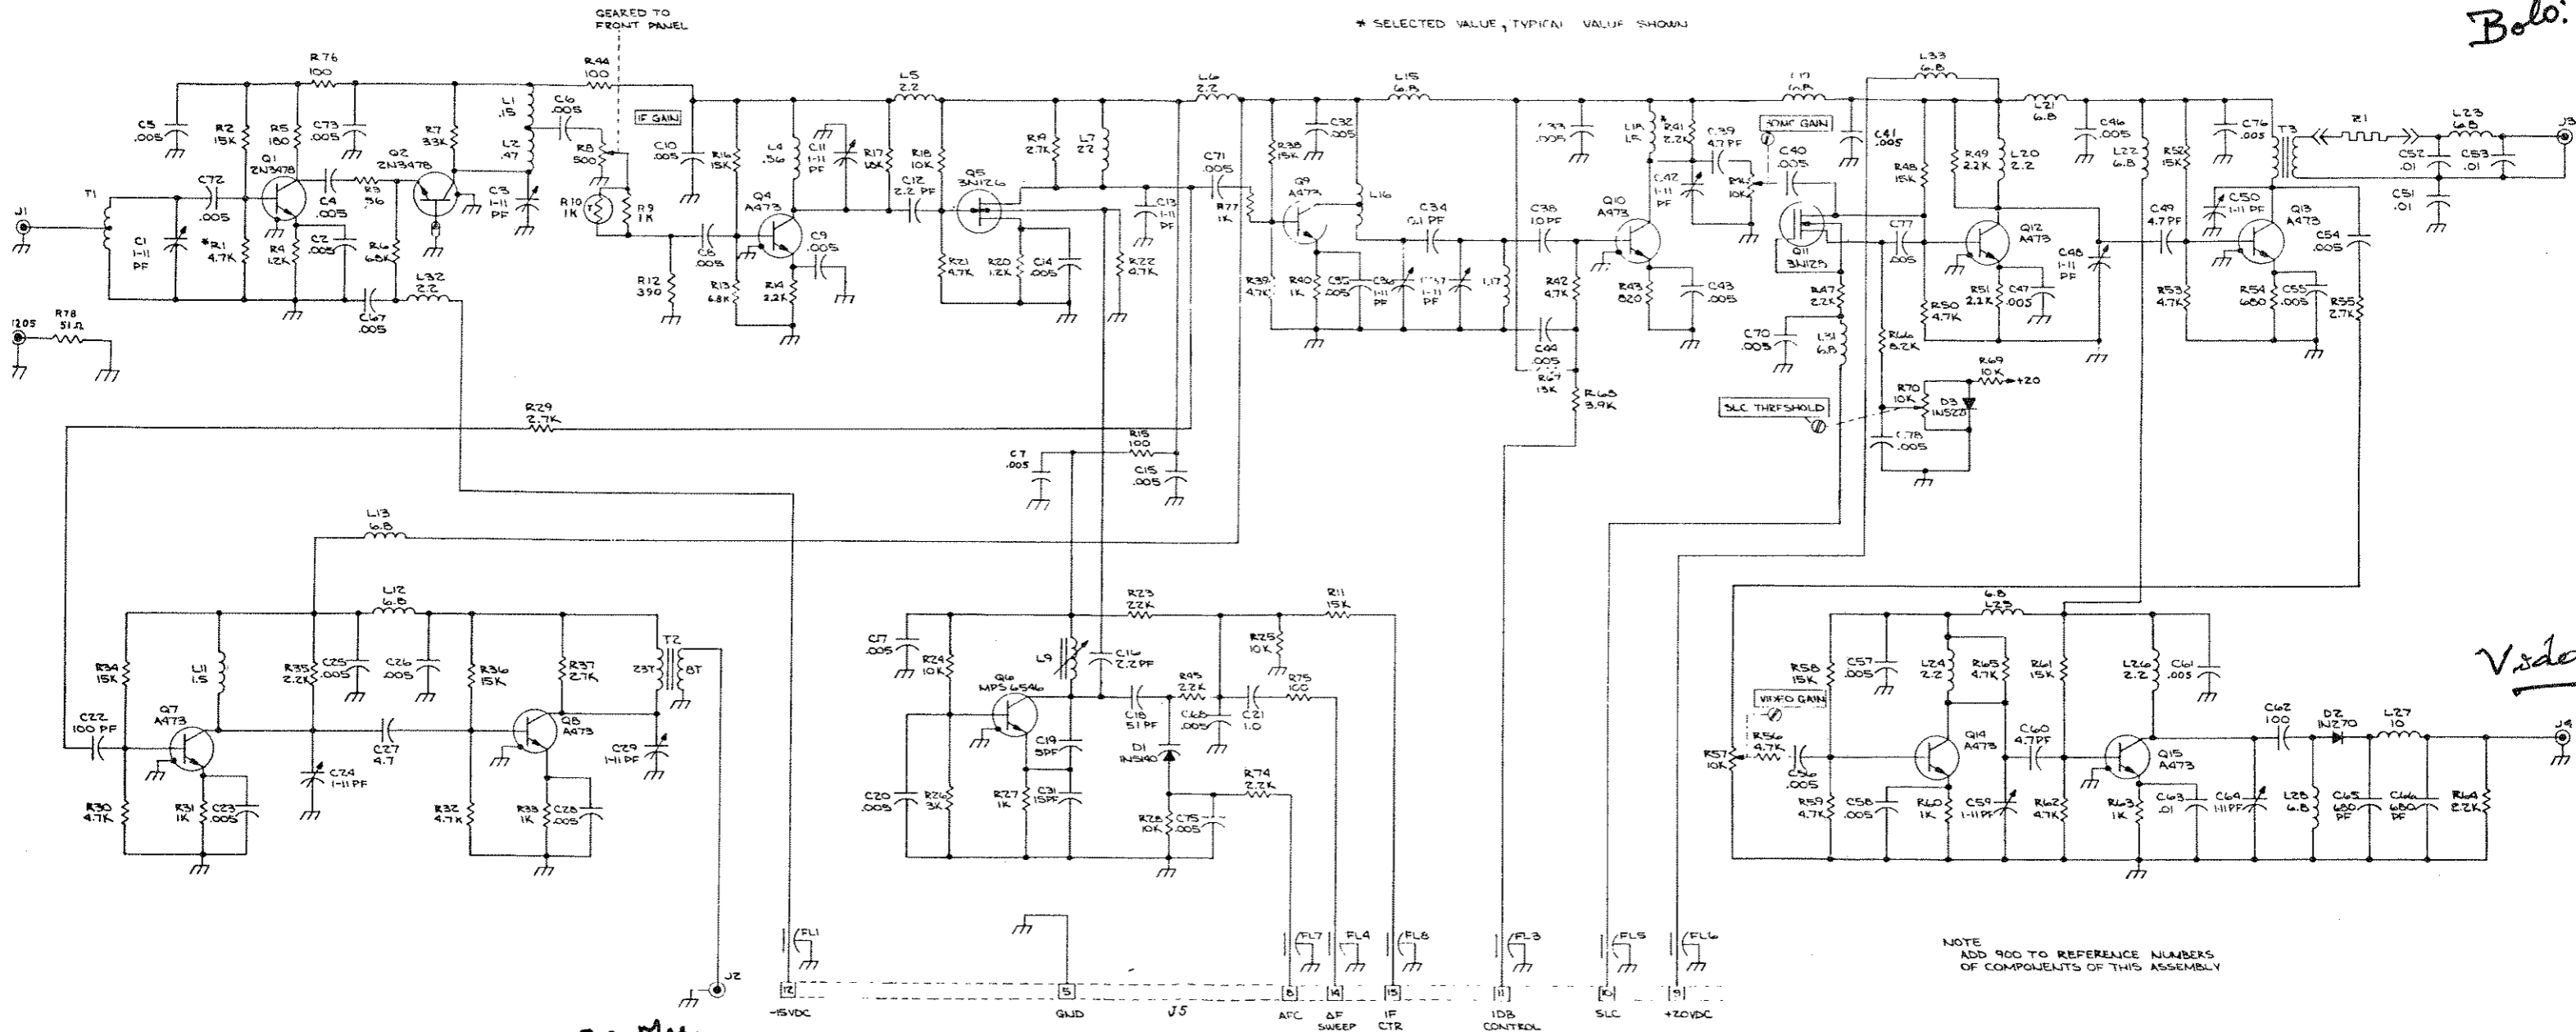 GEARED TO
FRONT PANEL
* SELECTED VALUE, TYPICAL VALUE SHOWN
Bolo:
R76
100
R44
100
L5
2.2
L6
2.2
L15
6.8
L33
6.8
C5
.005
R2
15K
R5
180
C73
.005
R7
33K
L1
.15
L2
.47
C6
.005
IF GAIN
R8
500
C10
.005
R16
15K
L4
.56
C11
1-11
PF
R17
R18
10K
R19
2.7K
L7
22
C71
.005
R38
15K
C32
.005
L16
C33
.005
L18
1.5
*
R41
2.2K
C39
4.7 PF
GAIN
C40
.005
C41
.005
R48
15K
R49
2.2K
L20
2.2
L21
6.8
C46
.005
L22
6.8
R52
15K
C76
.005
T3
L23
6.8
J3
C52
.01
C53
.01
C51
.01
Q1
2N3478
Q2
2N3478
T1
J1
C72
.005
C4
.005
R3
56
C3
1-11
PF
C1
1-11
PF
*R1
4.7K
R4
1.2K
C2
.005
R6
68K
L32
2.2
C67
.005
R10
1K
R9
1K
R12
390
C8
.005
R13
6.8K
Q4
A473
C9
.005
R14
2.2K
C12
2.2 PF
Q5
3N126
R21
4.7K
R20
1.2K
C14
.005
C13
1-11
PF
R22
4.7K
R77
1K
Q9
A473
R39
4.7K
R40
1K
C35
.005
C36
1-11
PF
C34
0.1 PF
C37
1-11
PF
L17
C38
10 PF
R42
4.7K
C44
.005
R67
15K
R68
3.9K
Q10
A473
R43
820
C43
.005
C42
1-11
PF
10K
Q11
3N128
R47
2.2K
C70
.005
L31
6.8
C77
.005
Q12
A473
R50
4.7K
R51
2.2K
C47
.005
C48
1-11
PF
C49
4.7 PF
C50
1-11 PF
Q13
A473
C54
.005
R53
4.7K
R54
680
C55
.005
R55
2.7K
R66
8.2K
R69
10K
+20
R70
10K
D3
SLC THRESHOLD
C78
.005
1205
R78
51Ω
R29
2.7K
R15
100
C7
.005
C15
.005
L13
6.8
L12
6.8
R34
15K
L11
1.5
R35
2.2K
C25
.005
C26
.005
R36
15K
R37
2.7K
T2
23T
8T
C22
100 PF
Q7
A473
C27
4.7
Q8
A473
C24
1-11 PF
C29
1-11 PF
R30
4.7K
R31
1K
C23
.005
R32
4.7K
R33
1K
C28
.005
J2
R23
22K
R11
15K
C17
.005
R24
10K
L9
C16
2.2 PF
R25
10K
Q6
MPS 6546
R45
22K
R75
100
C18
51 PF
C68
.005
C21
1.0
C19
5PF
D1
R74
2.2K
C20
.005
R26
3K
R27
1K
C31
15PF
R28
10K
C75
.005
6.8
L25
R58
15K
C57
.005
L24
2.2
R65
4.7K
R61
15K
L26
2.2
C61
.005
VIDEO GAIN
R57
10K
R56
4.7K
C56
.005
Q14
A473
C60
4.7PF
Q15
A473
C62
100
D2
1N270
L27
10
J4
R59
4.7K
C58
.005
R60
1K
C59
1-11 PF
R62
4.7K
R63
1K
C63
.01
C64
1-11 PF
L28
6.8
C65
680
PF
C66
680
PF
R64
2.2K
FL1
FL7
FL4
FL8
FL3
FL5
FL6
NOTE
ADD 900 TO REFERENCE NUMBERS
OF COMPONENTS OF THIS ASSEMBLY
12
5
8
14
15
11
10
9
-15VDC
GND
J5
AFC
ΔF
SWEEP
IF
CTR
IDB
CONTROL
SLC
+20VDC